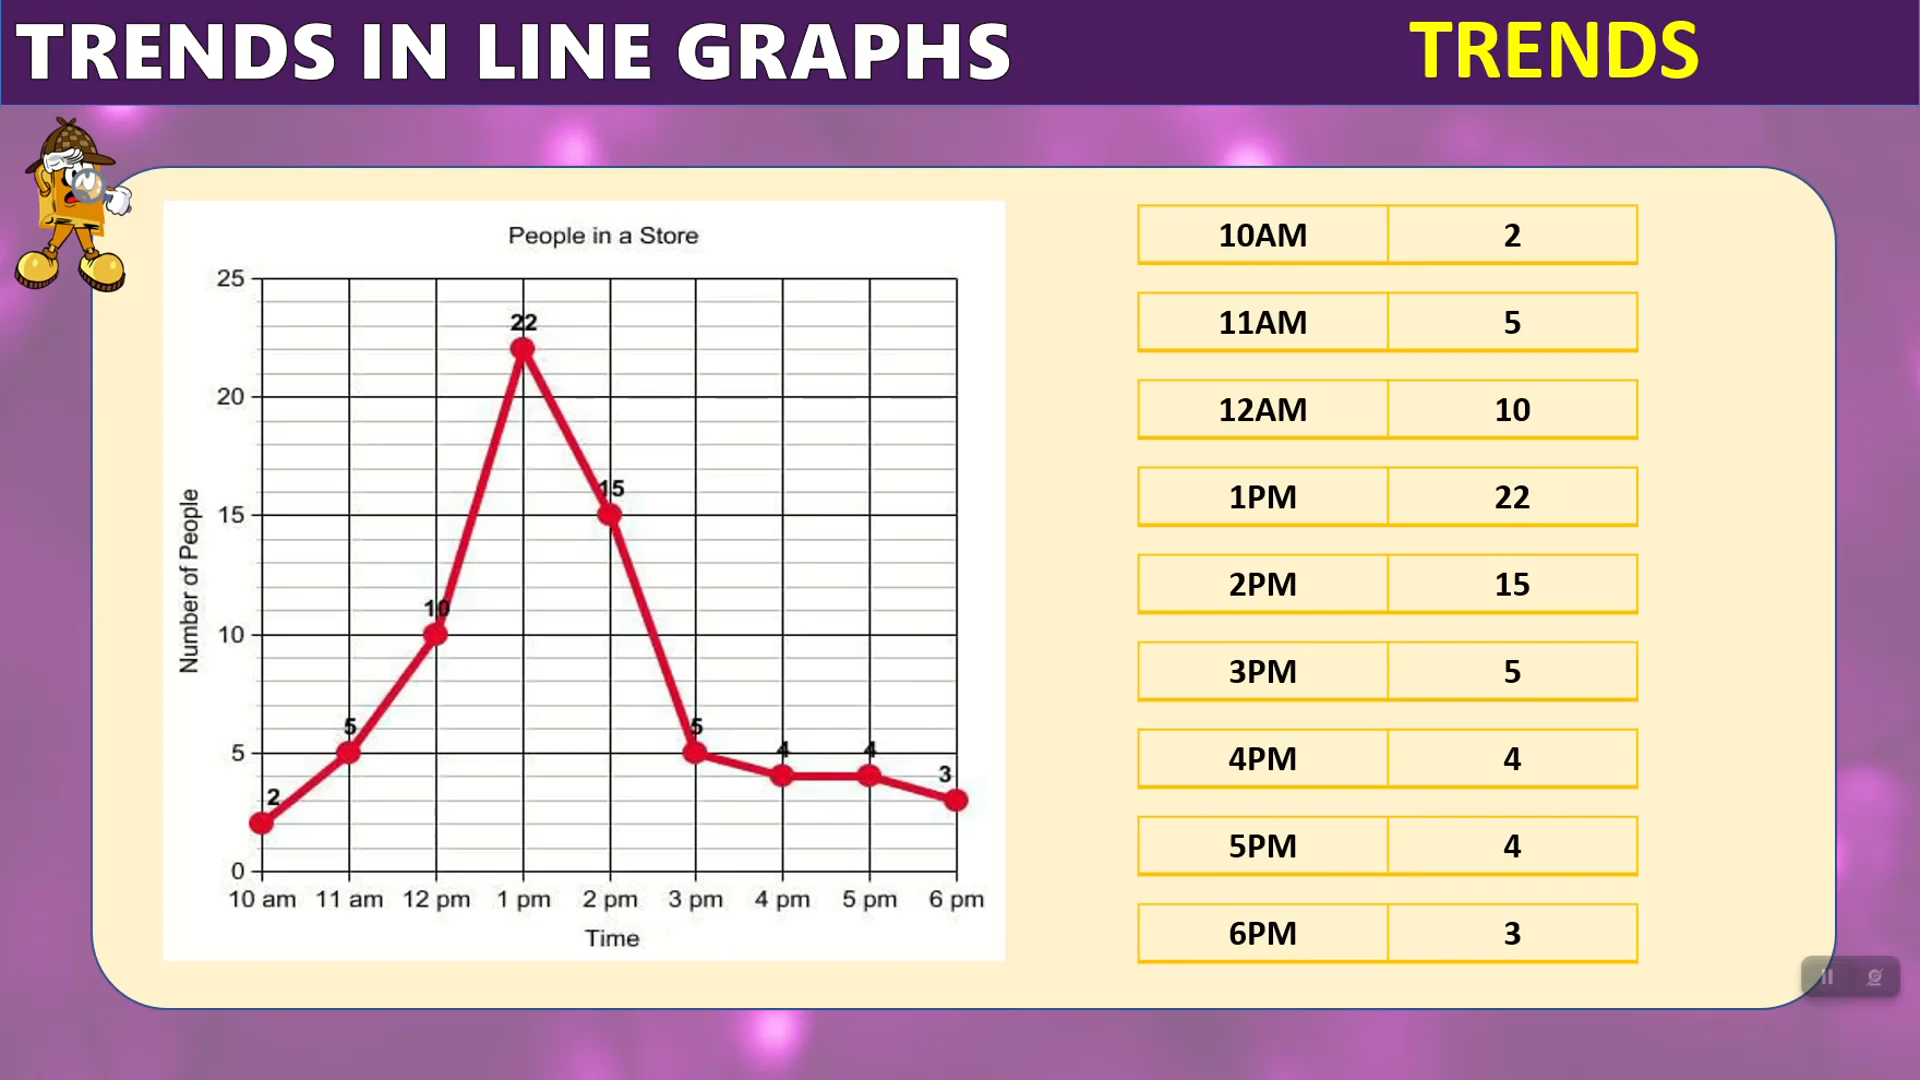 TRENDS IN LINE GRAPHS
TRENDS
People in a Store
25
20
15
10
5
0
Number of People
2
5
10
22
15
5
4
4
3
10 am 11 am 12 pm 1 pm 2 pm 3 pm 4 pm 5 pm 6 pm
Time
10AM 2
11AM 5
12AM 10
1PM 22
2PM 15
3PM 5
4PM 4
5PM 4
6PM 3